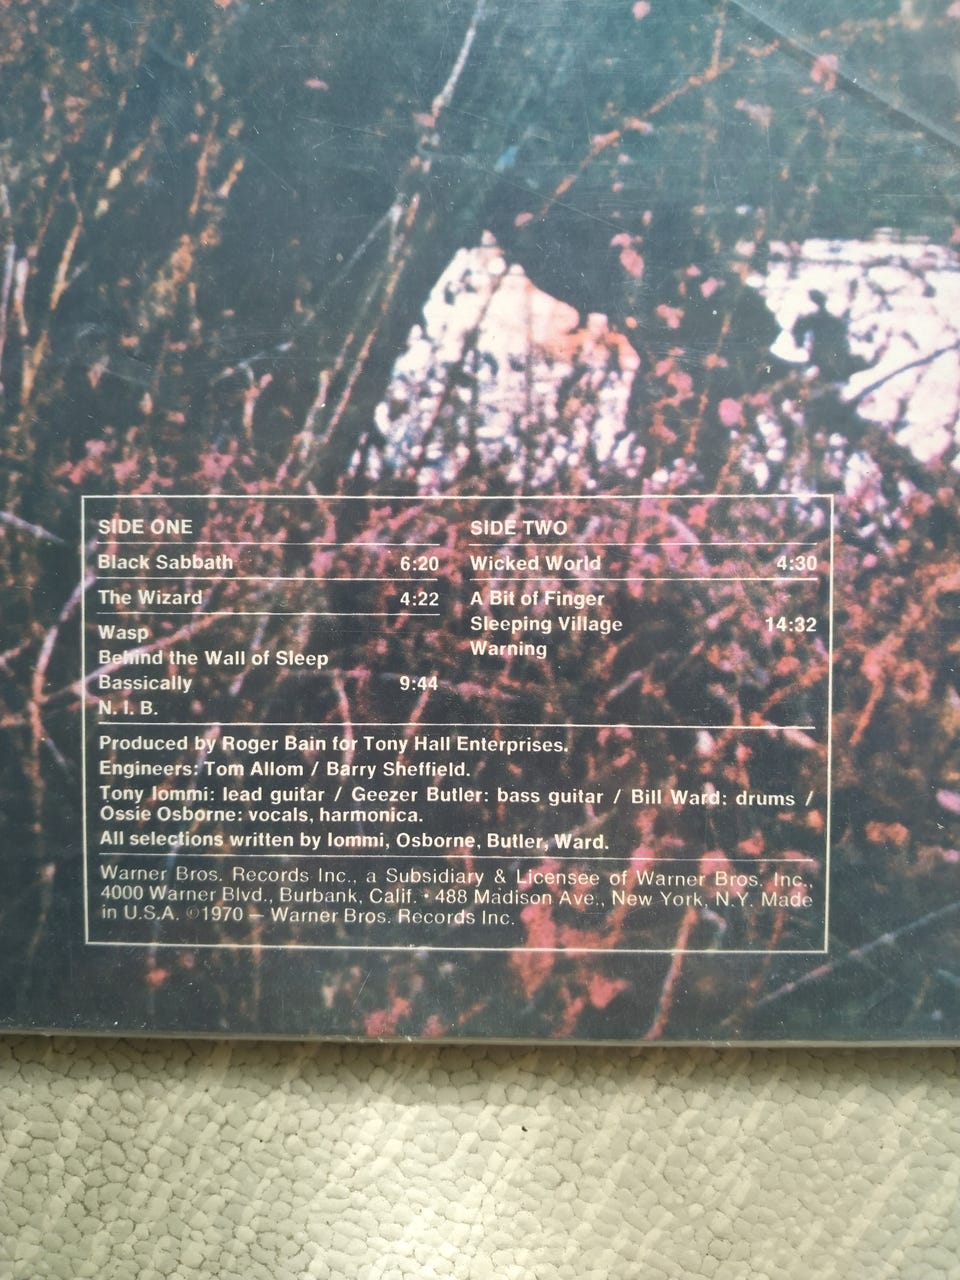 SIDE ONE
Black Sabbath 6:20
The Wizard 4:22
Wasp
Behind the Wall of Sleep
Bassically 9:44
N. I. B.
SIDE TWO
Wicked World 4:30
A Bit of Finger
Sleeping Village 14:32
Warning
Produced by Roger Bain for Tony Hall Enterprises.
Engineers: Tom Allom / Barry Sheffield.
Tony Iommi: lead guitar / Geezer Butler: bass guitar / Bill Ward: drums /
Ossie Osborne: vocals, harmonica.
All selections written by Iommi, Osborne, Butler, Ward.
Warner Bros. Records Inc., a Subsidiary & Licensee of Warner Bros. Inc.,
4000 Warner Blvd., Burbank, Calif. • 488 Madison Ave., New York, N.Y. Made
in U.S.A. ©1970 — Warner Bros. Records Inc.